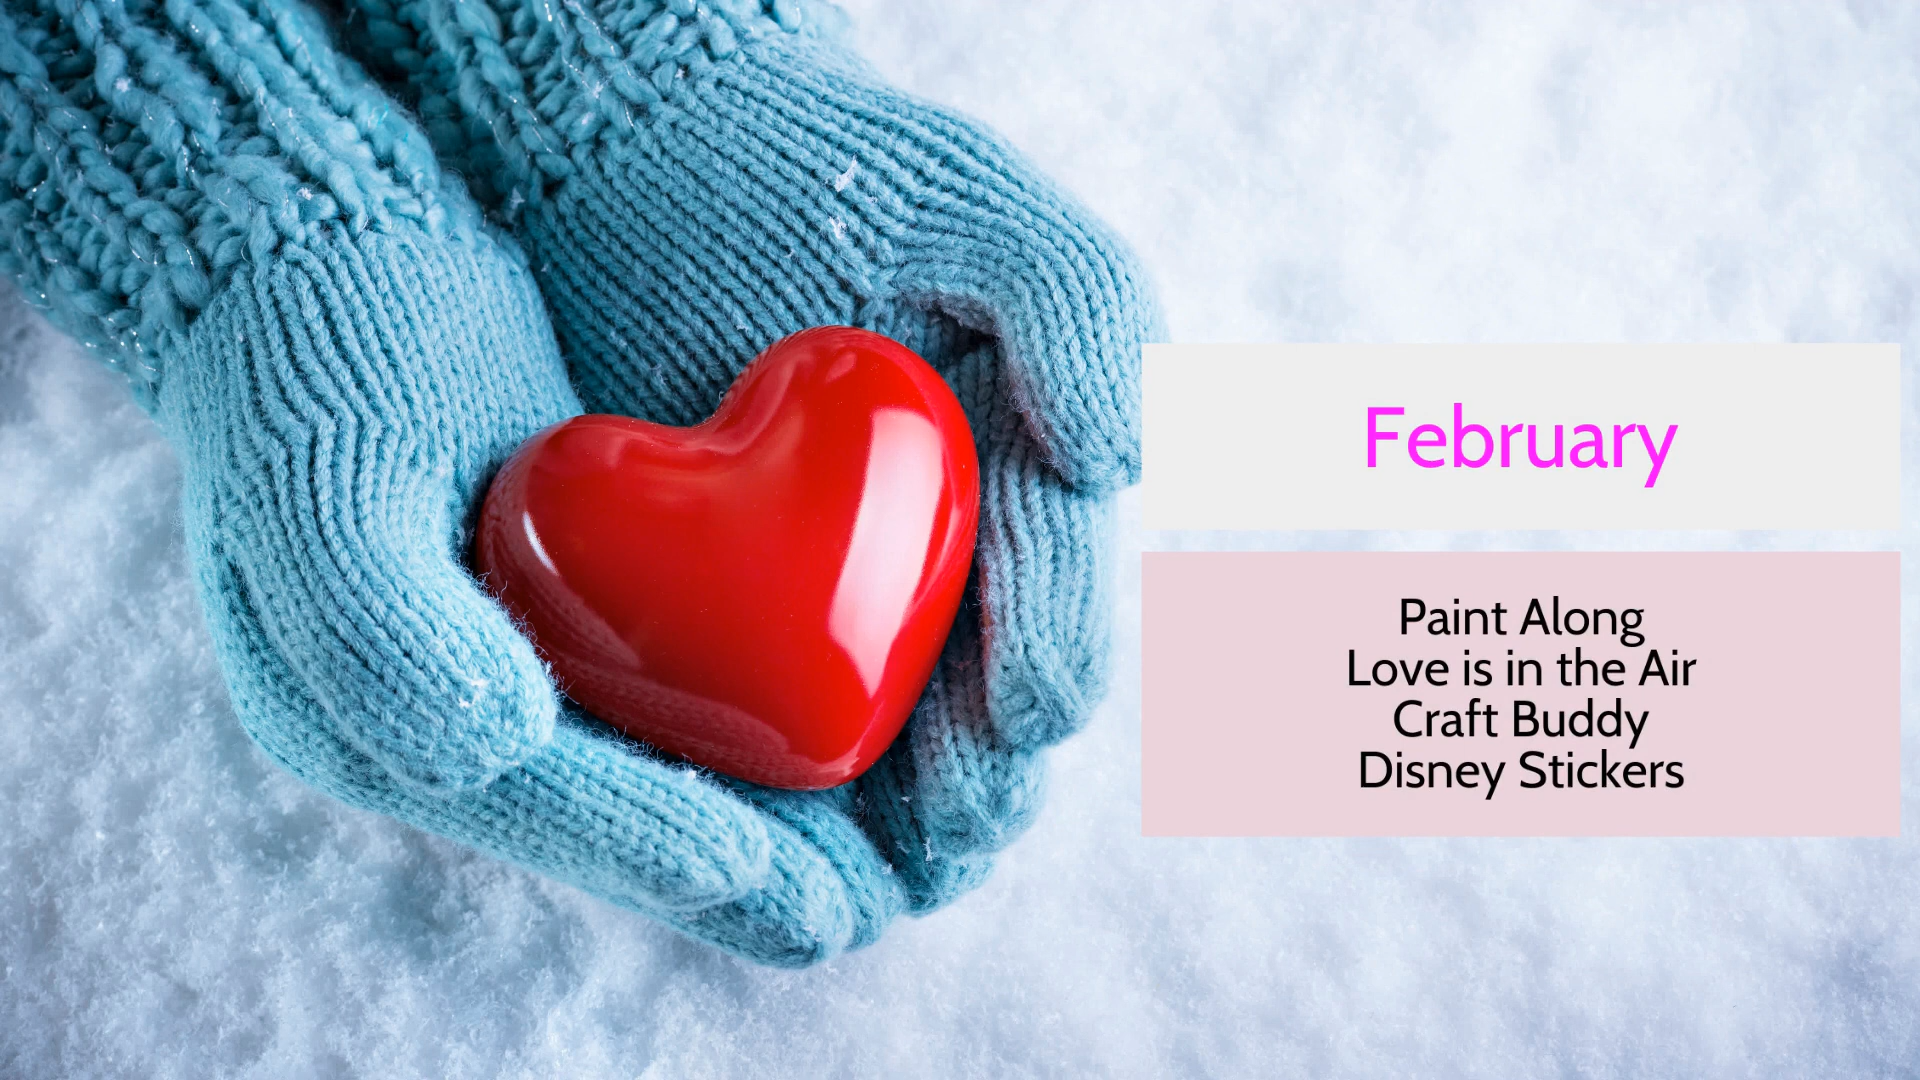 February
Paint Along
Love is in the Air
Craft Buddy
Disney Stickers